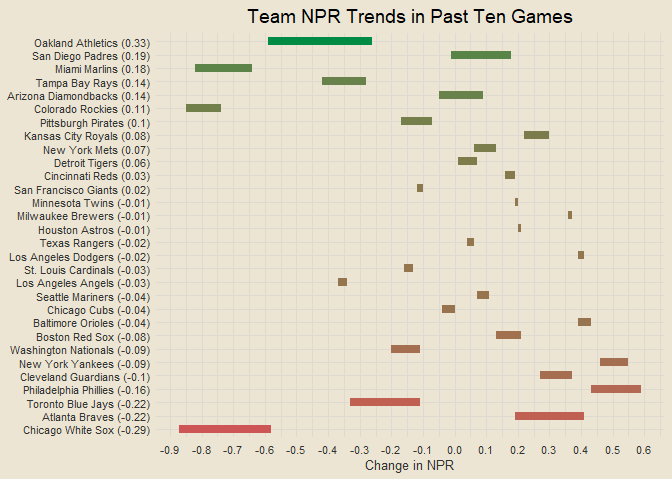 Team NPR Trends in Past Ten Games
Oakland Athletics (0.33)
San Diego Padres (0.19)
Miami Marlins (0.18)
Tampa Bay Rays (0.14)
Arizona Diamondbacks (0.14)
Colorado Rockies (0.11)
Pittsburgh Pirates (0.1)
Kansas City Royals (0.08)
New York Mets (0.07)
Detroit Tigers (0.06)
Cincinnati Reds (0.03)
San Francisco Giants (0.02)
Minnesota Twins (-0.01)
Milwaukee Brewers (-0.01)
Houston Astros (-0.01)
Texas Rangers (-0.02)
Los Angeles Dodgers (-0.02)
St. Louis Cardinals (-0.03)
Los Angeles Angels (-0.03)
Seattle Mariners (-0.04)
Chicago Cubs (-0.04)
Baltimore Orioles (-0.04)
Boston Red Sox (-0.08)
Washington Nationals (-0.09)
New York Yankees (-0.09)
Cleveland Guardians (-0.1)
Philadelphia Phillies (-0.16)
Toronto Blue Jays (-0.22)
Atlanta Braves (-0.22)
Chicago White Sox (-0.29)
-0.9 -0.8 -0.7 -0.6 -0.5 -0.4 -0.3 -0.2 -0.1 0.0 0.1 0.2 0.3 0.4 0.5 0.6
Change in NPR